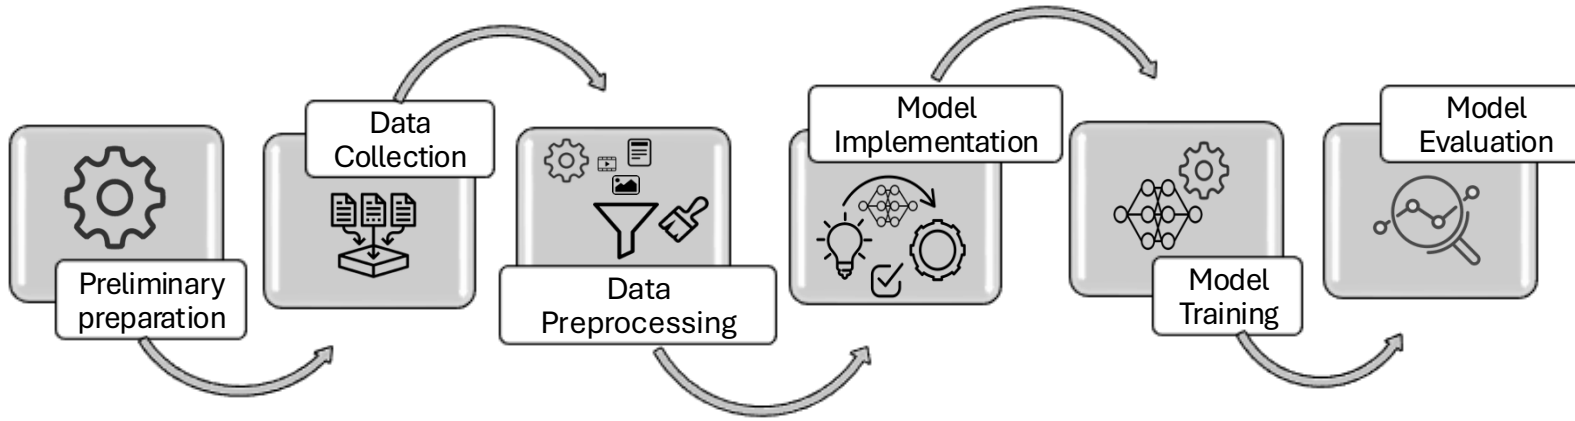 Preliminary
preparation
Data
Collection
Data
Preprocessing
Model
Implementation
Model
Training
Model
Evaluation